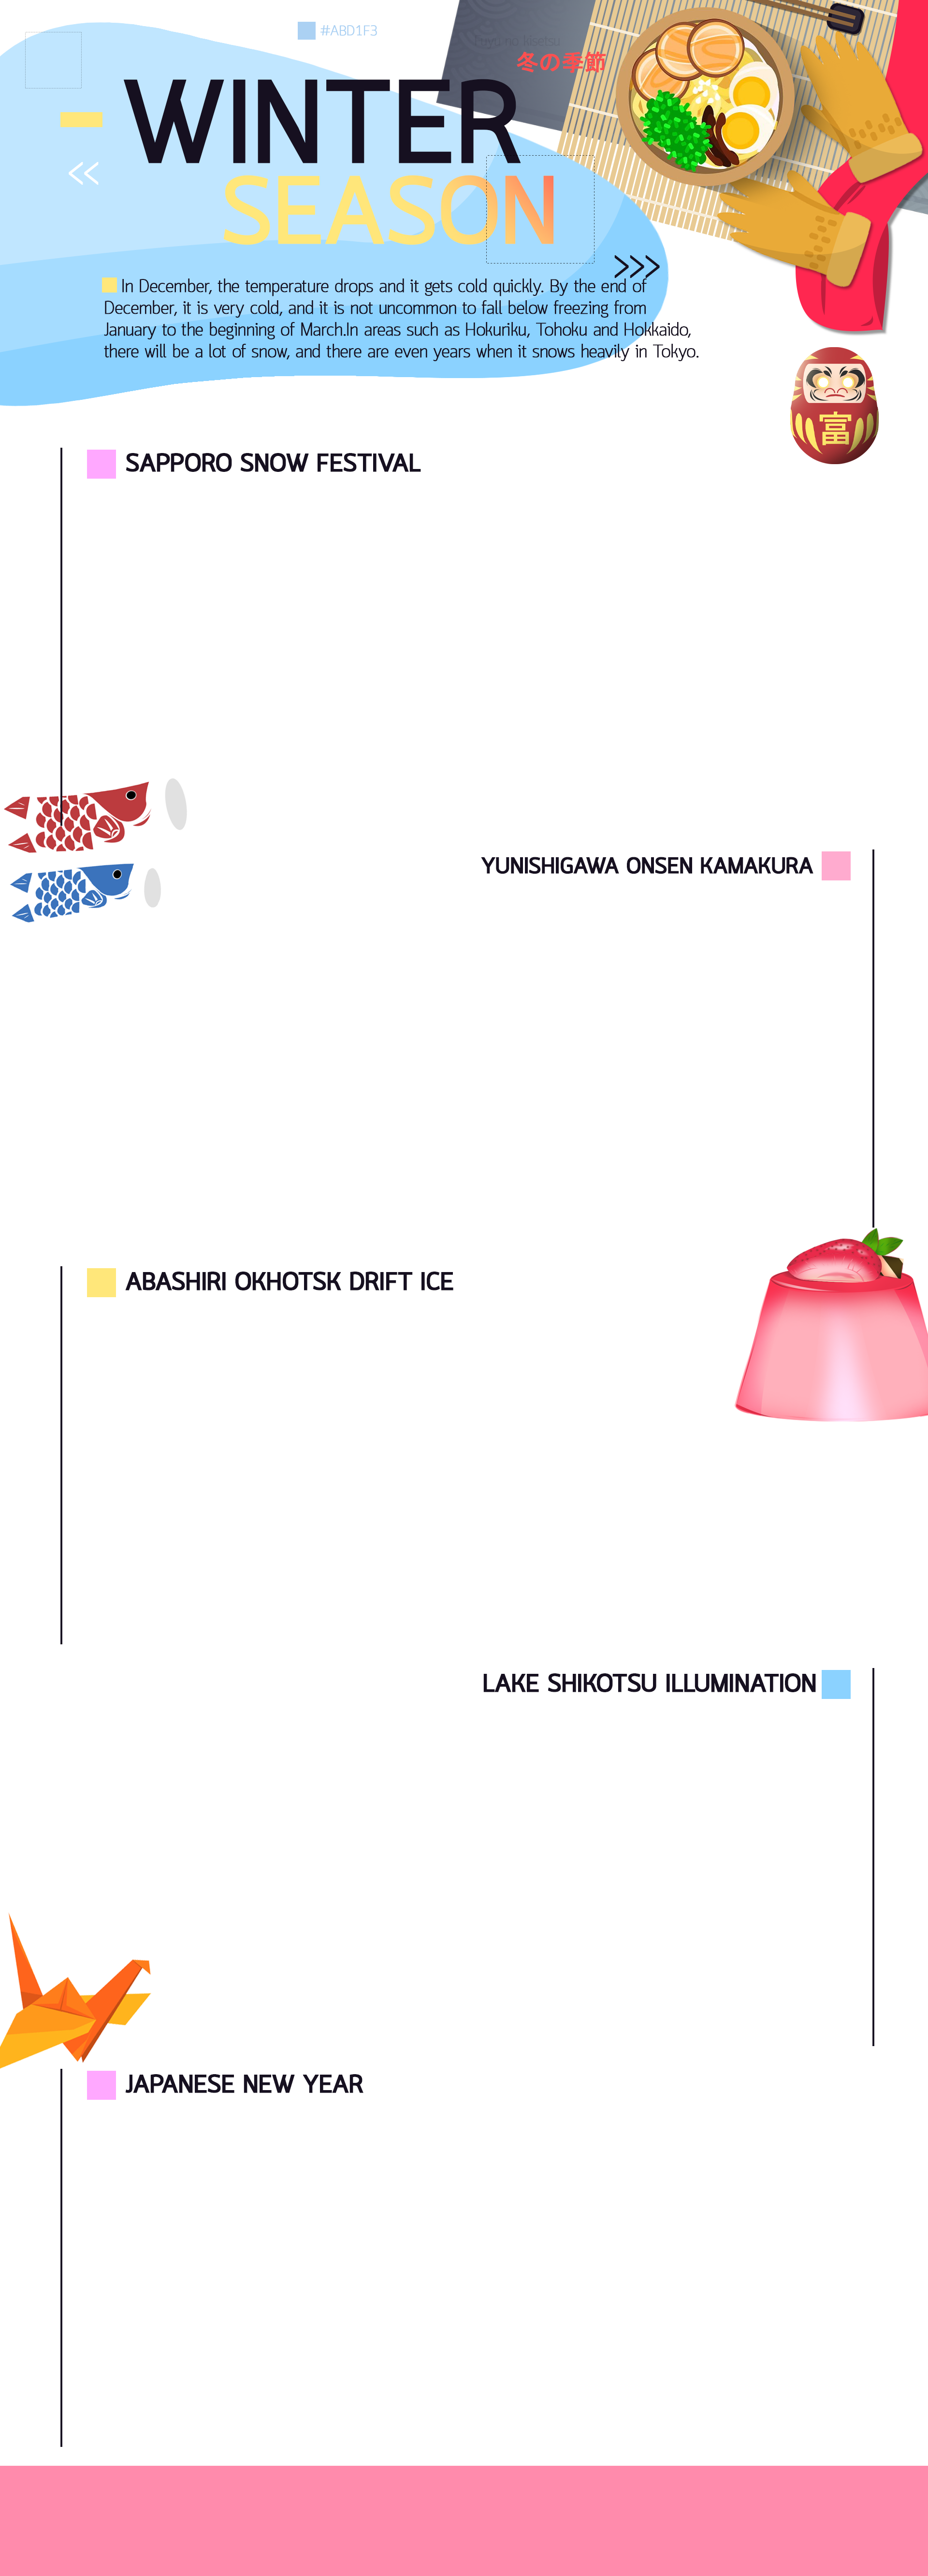 #ABD1F3
冬の季節
WINTER
SEASON
In December, the temperature drops and it gets cold quickly. By the end of
December, it is very cold, and it is not uncommon to fall below freezing from
January to the beginning of March.In areas such as Hokuriku, Tohoku and Hokkaido,
there will be a lot of snow, and there are even years when it snows heavily in Tokyo.
富
SAPPORO SNOW FESTIVAL
YUNISHIGAWA ONSEN KAMAKURA
ABASHIRI OKHOTSK DRIFT ICE
LAKE SHIKOTSU ILLUMINATION
JAPANESE NEW YEAR